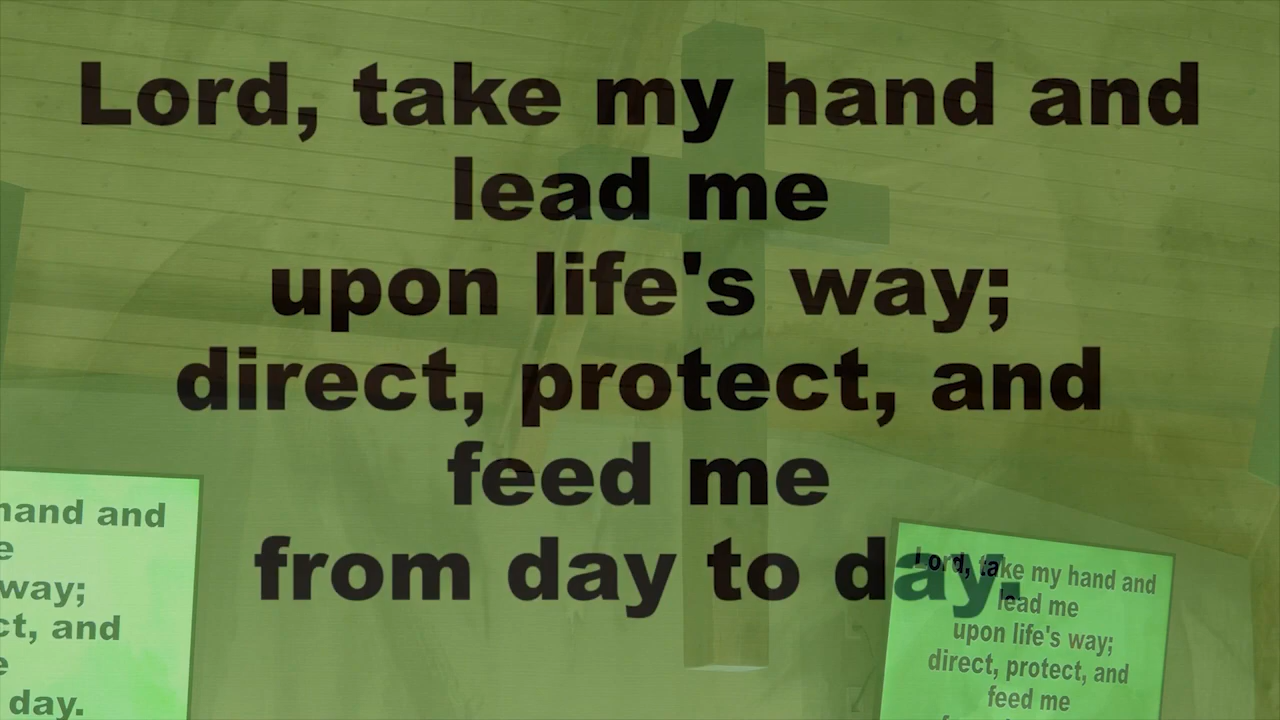 Lord, take my hand and
lead me
upon life's way;
direct, protect, and
feed me
from day to day.
hand and
e
way;
ct, and
e
day.
Lord, take my hand and
lead me
upon life's way;
direct, protect, and
feed me